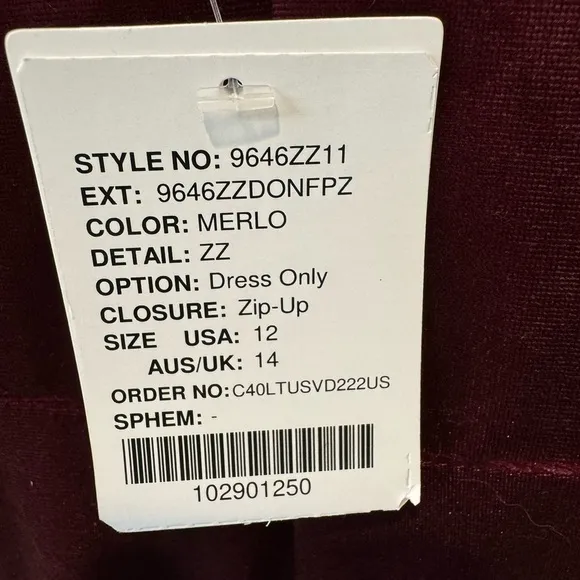 STYLE NO: 9646ZZ11
EXT: 9646ZZDONFPZ
COLOR: MERLO
DETAIL: ZZ
OPTION: Dress Only
CLOSURE: Zip-Up
SIZE USA: 12
AUS/UK: 14
ORDER NO: C40LTUSVD222US
SPHEM: -
102901250